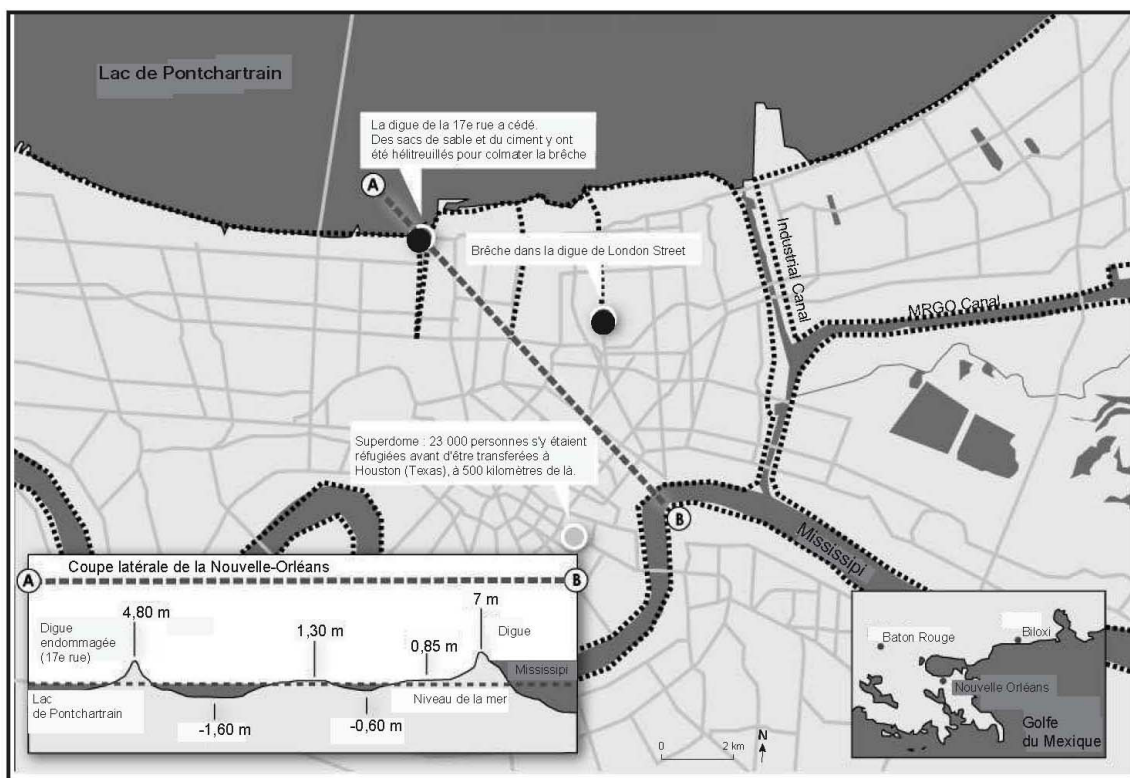 Lac de Pontchartrain
La digue de la 17e rue a cédé.
Des sacs de sable et du ciment y ont
été hélitreuillés pour colmater la brêche
A
Brêche dans la digue de London Street
Industrial Canal
MRGO Canal
Superdome : 23 000 personnes s'y étaient
réfugiées avant d'être transferées à
Houston (Texas), à 500 kilomètres de là.
B
Mississipi
A
Coupe latérale de la Nouvelle-Orléans
B
4,80 m
7 m
Digue
endommagée
(17e rue)
1,30 m
0,85 m
Digue
Mississipi
Lac
de Pontchartrain
Niveau de la mer
-1,60 m
-0,60 m
0
2 km
N
Baton Rouge
Biloxi
Nouvelle Orléans
Golfe
du Mexique